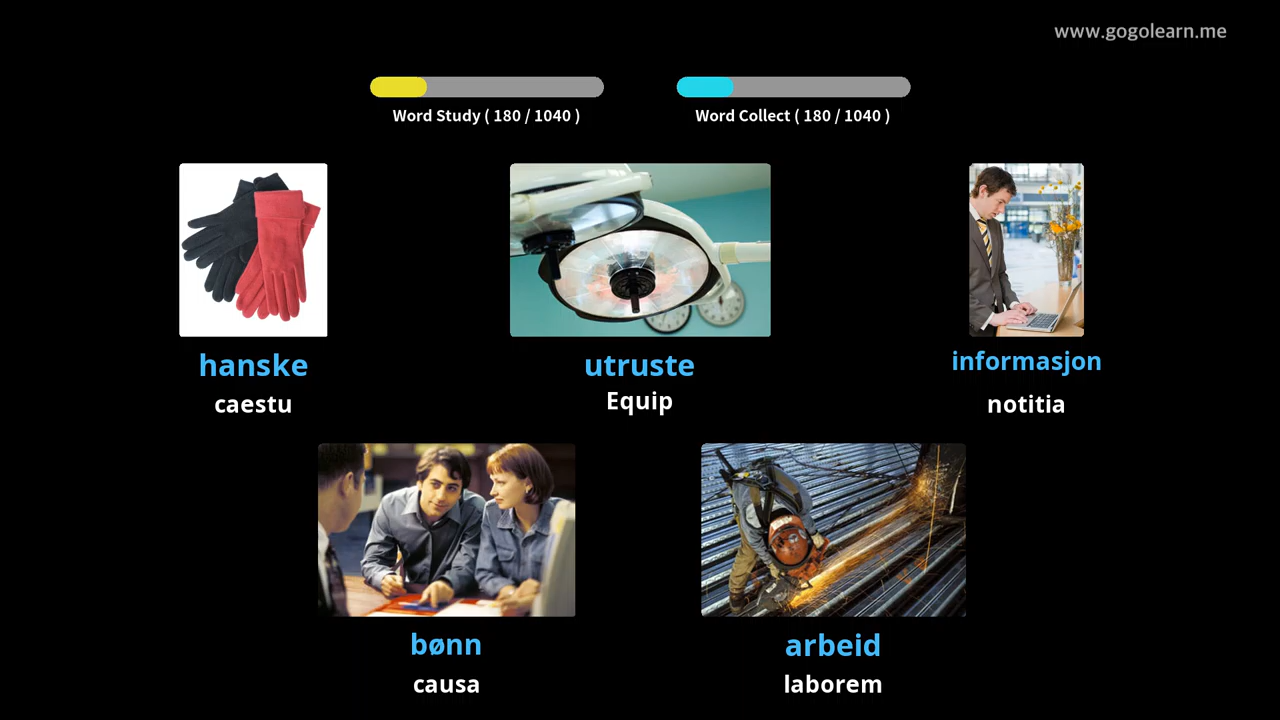 www.gogolearn.me
Word Study ( 180 / 1040 )
Word Collect ( 180 / 1040 )
hanske
caestu
utruste
Equip
informasjon
notitia
bønn
causa
arbeid
laborem